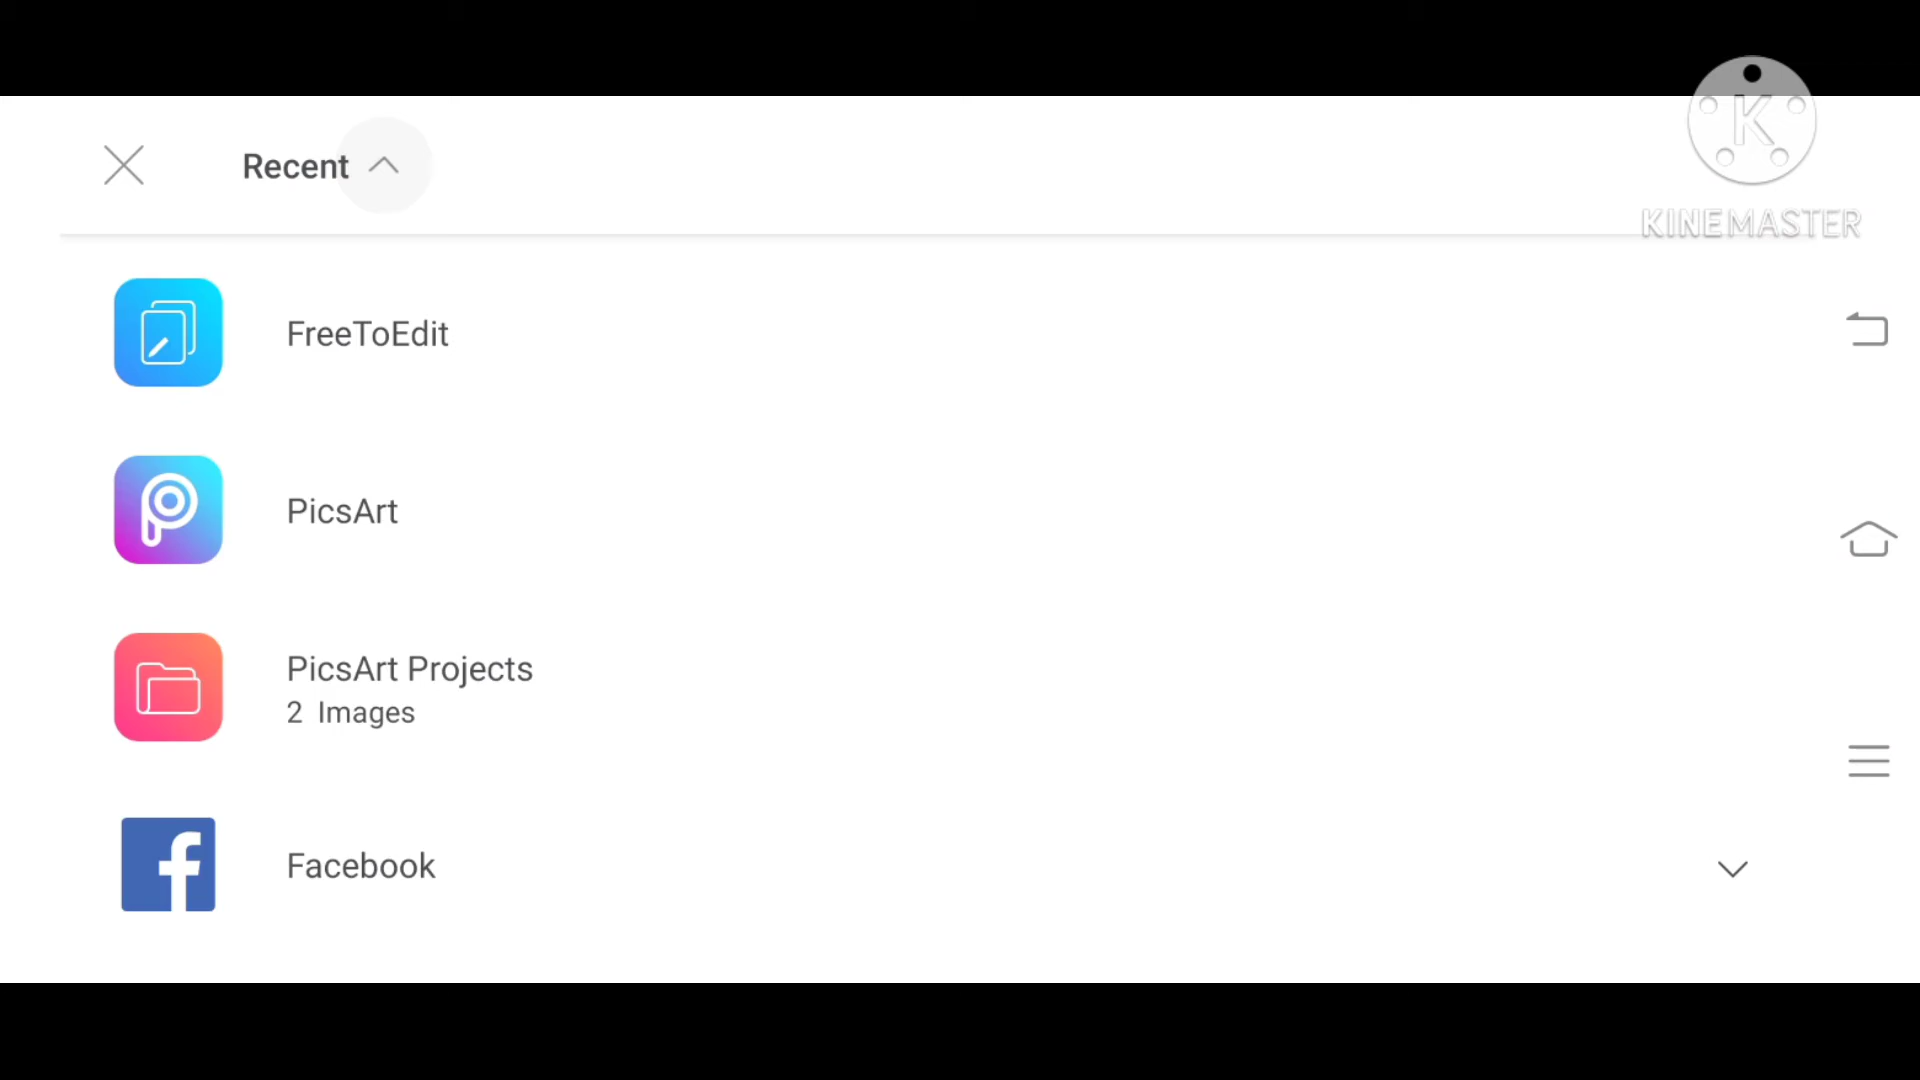 Recent
KINEMASTER
FreeToEdit
PicsArt
PicsArt Projects
2 Images
Facebook